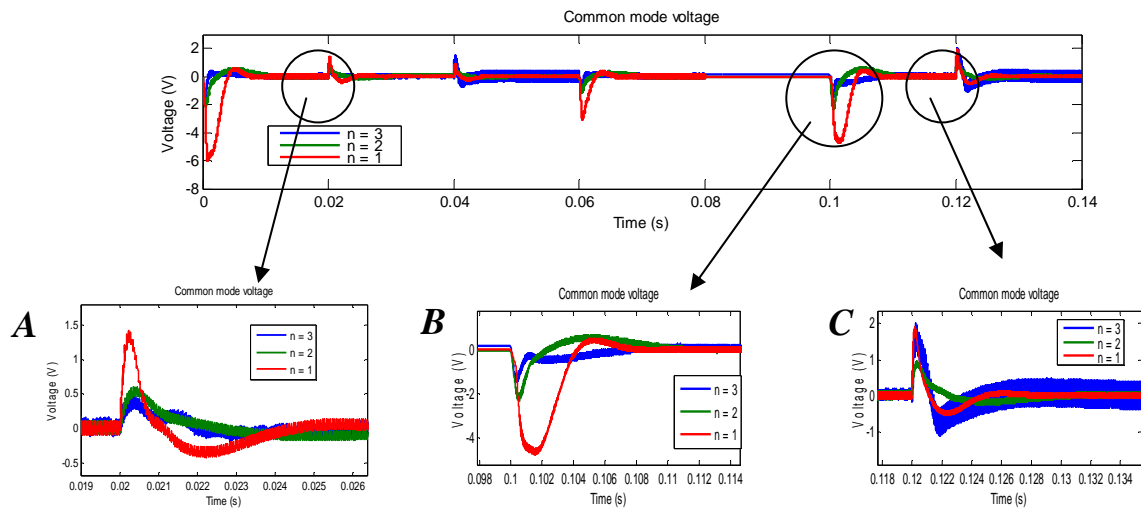 Common mode voltage
Voltage (V)
2
0
-2
-4
-6
-8
n = 3
n = 2
n = 1
0
0.02
0.04
0.06
0.08
0.1
0.12
0.14
Time (s)
A
Common mode voltage
Voltage (V)
1.5
1
0.5
0
-0.5
n = 3
n = 2
n = 1
0.019
0.02
0.021
0.022
0.023
0.024
0.025
0.026
Time (s)
B
Common mode voltage
Voltage (V)
0
-2
-4
n = 3
n = 2
n = 1
0.098
0.1
0.102
0.104
0.106
0.108
0.11
0.112
0.114
Time (s)
C
Common mode voltage
Voltage (V)
2
1
0
-1
n = 3
n = 2
n = 1
0.118
0.12
0.122
0.124
0.126
0.128
0.13
0.132
0.134
Time (s)